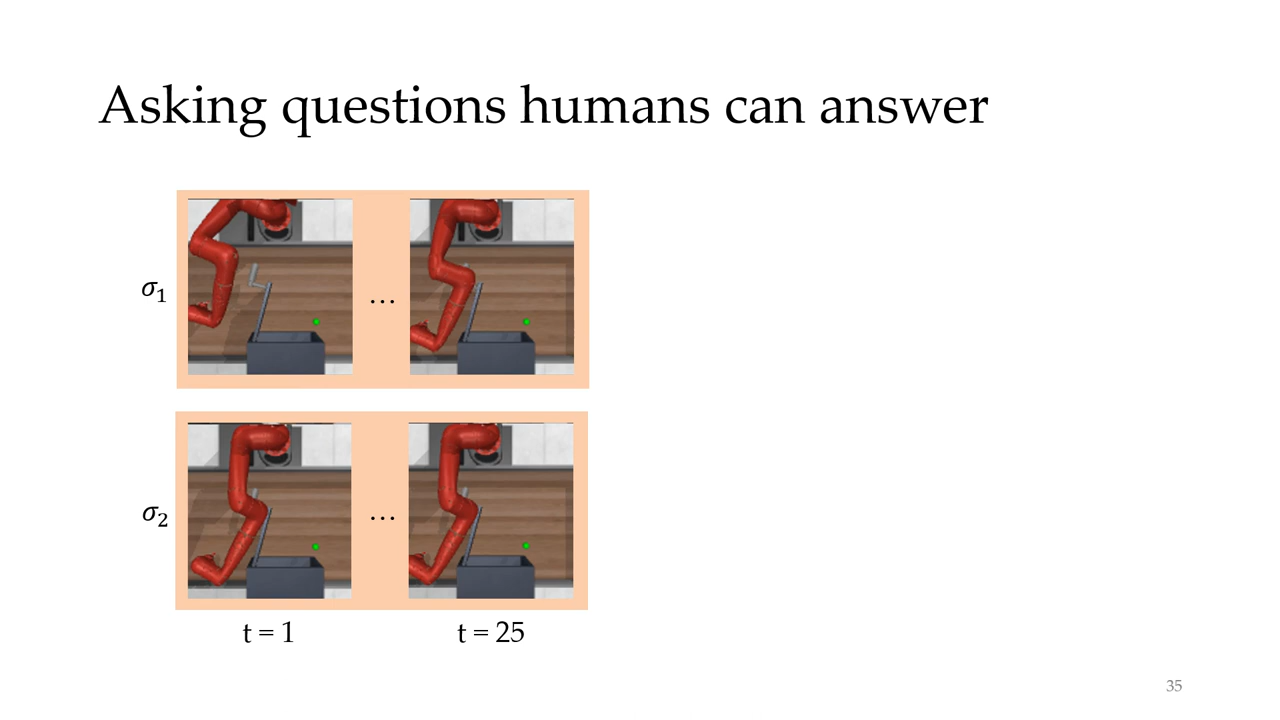 Asking questions humans can answer
σ₁
…
σ₂
…
t = 1
t = 25
35